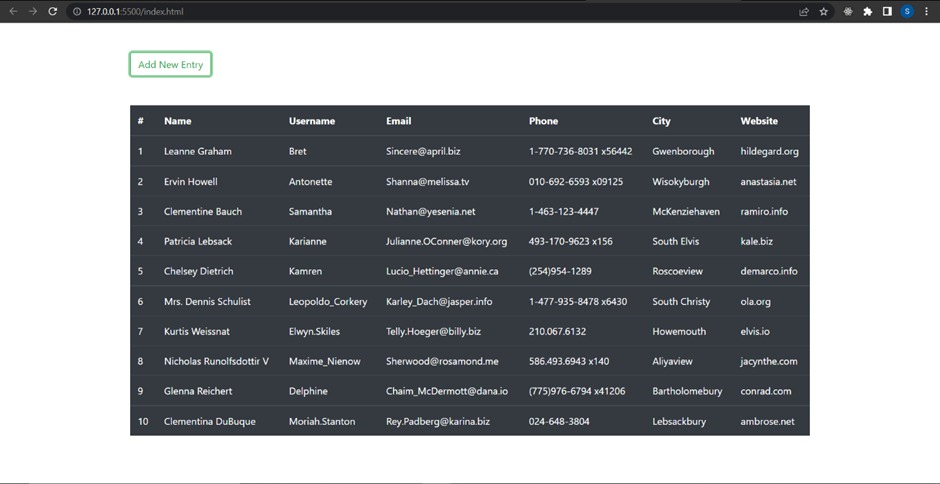 127.0.0.1:5500/index.html
S
Add New Entry
# Name Username Email Phone City Website
1 Leanne Graham Bret Sincere@april.biz 1-770-736-8031 x56442 Gwenborough hildegard.org
2 Ervin Howell Antonette Shanna@melissa.tv 010-692-6593 x09125 Wisokyburgh anastasia.net
3 Clementine Bauch Samantha Nathan@yesenia.net 1-463-123-4447 McKenziehaven ramiro.info
4 Patricia Lebsack Karianne Julianne.OConner@kory.org 493-170-9623 x156 South Elvis kale.biz
5 Chelsey Dietrich Kamren Lucio_Hettinger@annie.ca (254)954-1289 Roscoeview demarco.info
6 Mrs. Dennis Schulist Leopoldo_Corkery Karley_Dach@jasper.info 1-477-935-8478 x6430 South Christy ola.org
7 Kurtis Weissnat Elwyn.Skiles Telly.Hoeger@billy.biz 210.067.6132 Howemouth elvis.io
8 Nicholas Runolfsdottir V Maxime_Nienow Sherwood@rosamond.me 586.493.6943 x140 Aliyaview jacynthe.com
9 Glenna Reichert Delphine Chaim_McDermott@dana.io (775)976-6794 x41206 Bartholomebury conrad.com
10 Clementina DuBuque Moriah.Stanton Rey.Padberg@karina.biz 024-648-3804 Lebsackbury ambrose.net